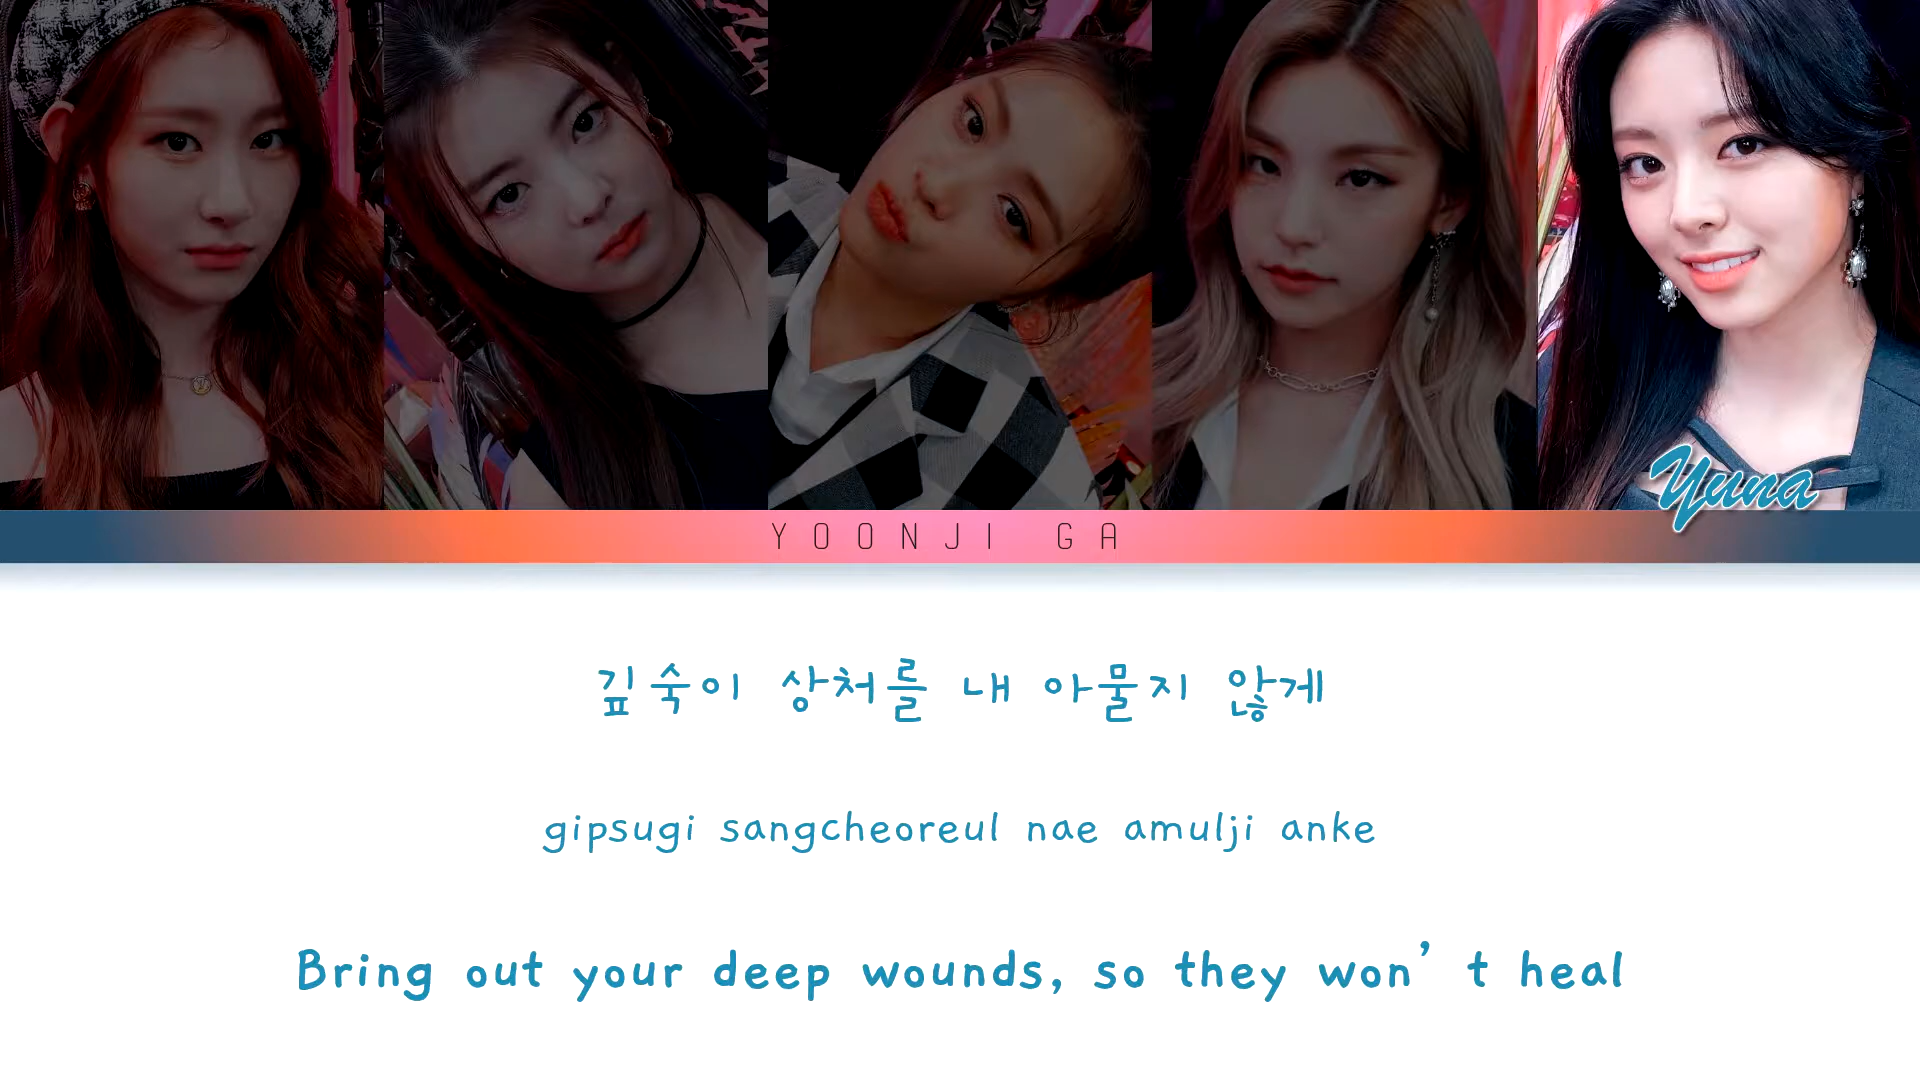 Yuna
YOONJI GA
깊숙이 상처를 내 아물지 않게
gipsugi sangcheoreul nae amulji anke
Bring out your deep wounds, so they won't heal